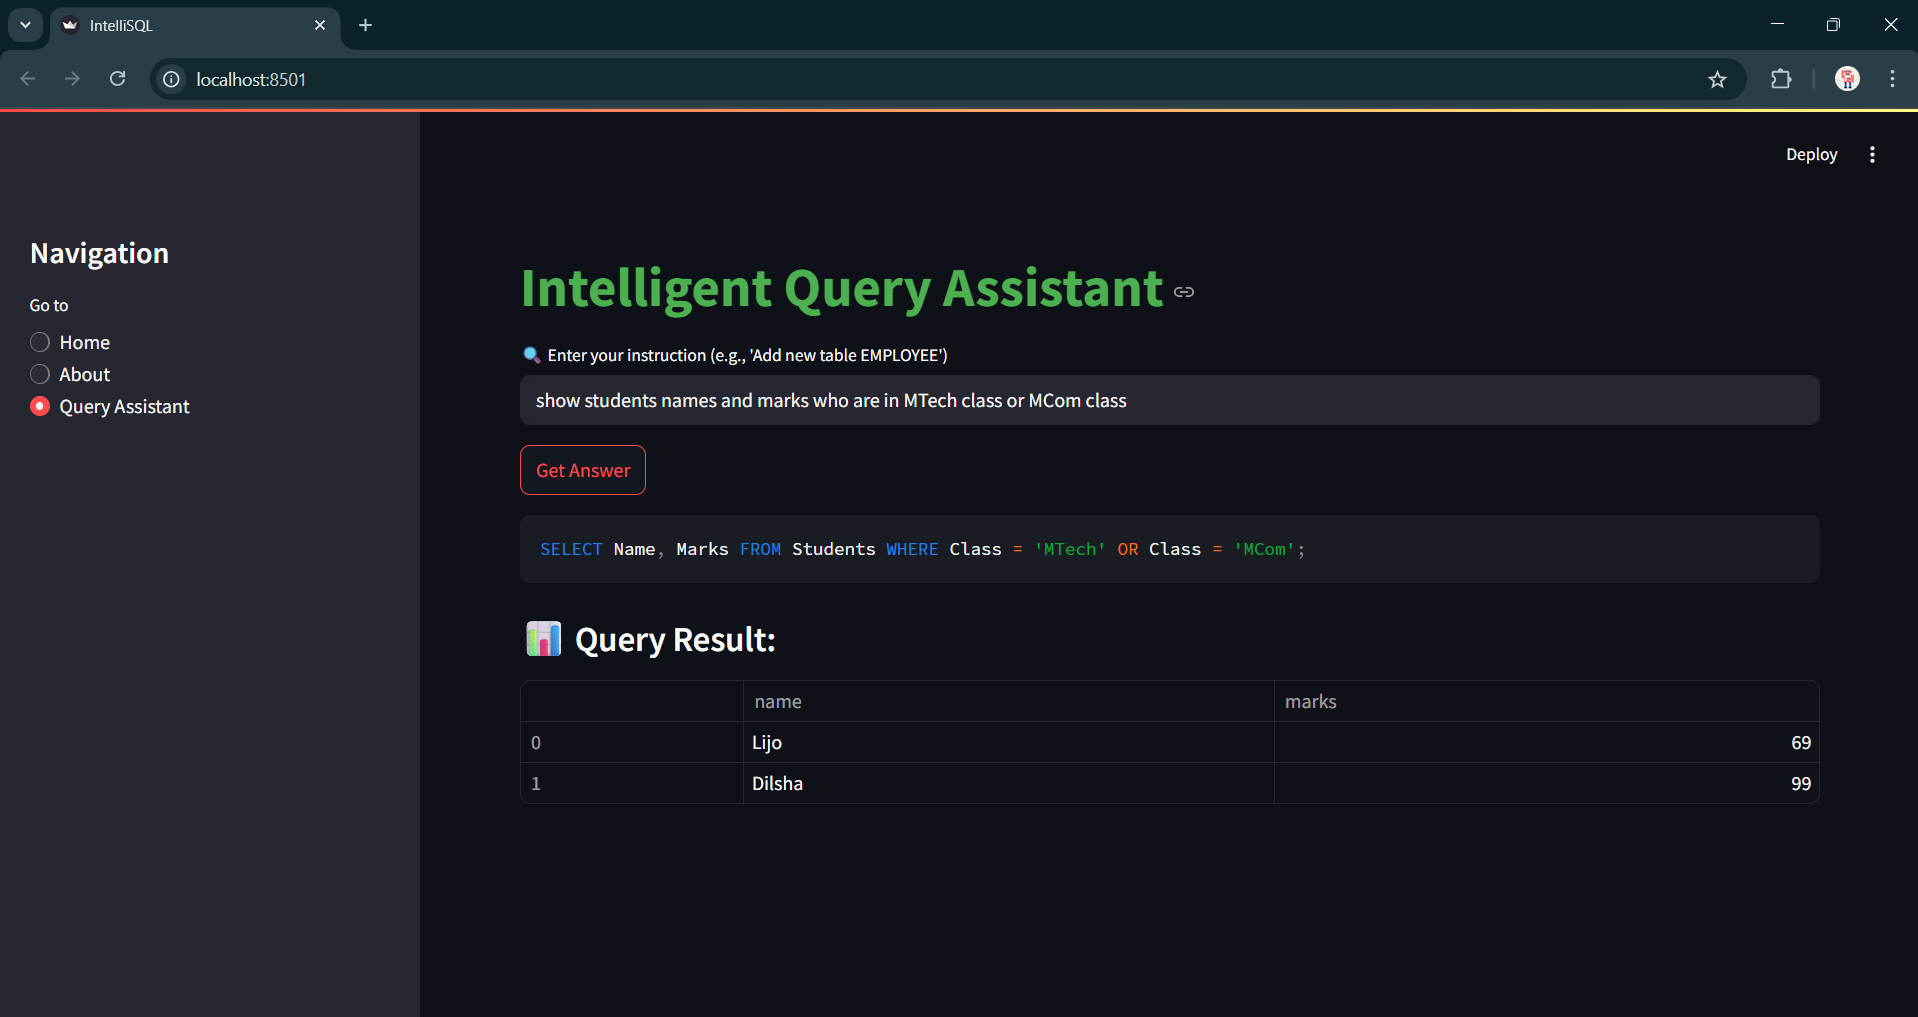 IntelliSQL
localhost:8501
Deploy
Navigation
Go to
Home
About
Query Assistant
Intelligent Query Assistant
Enter your instruction (e.g., 'Add new table EMPLOYEE')
show students names and marks who are in MTech class or MCom class
Get Answer
SELECT Name, Marks FROM Students WHERE Class = 'MTech' OR Class = 'MCom';
Query Result:
name marks
0 Lijo 69
1 Dilsha 99